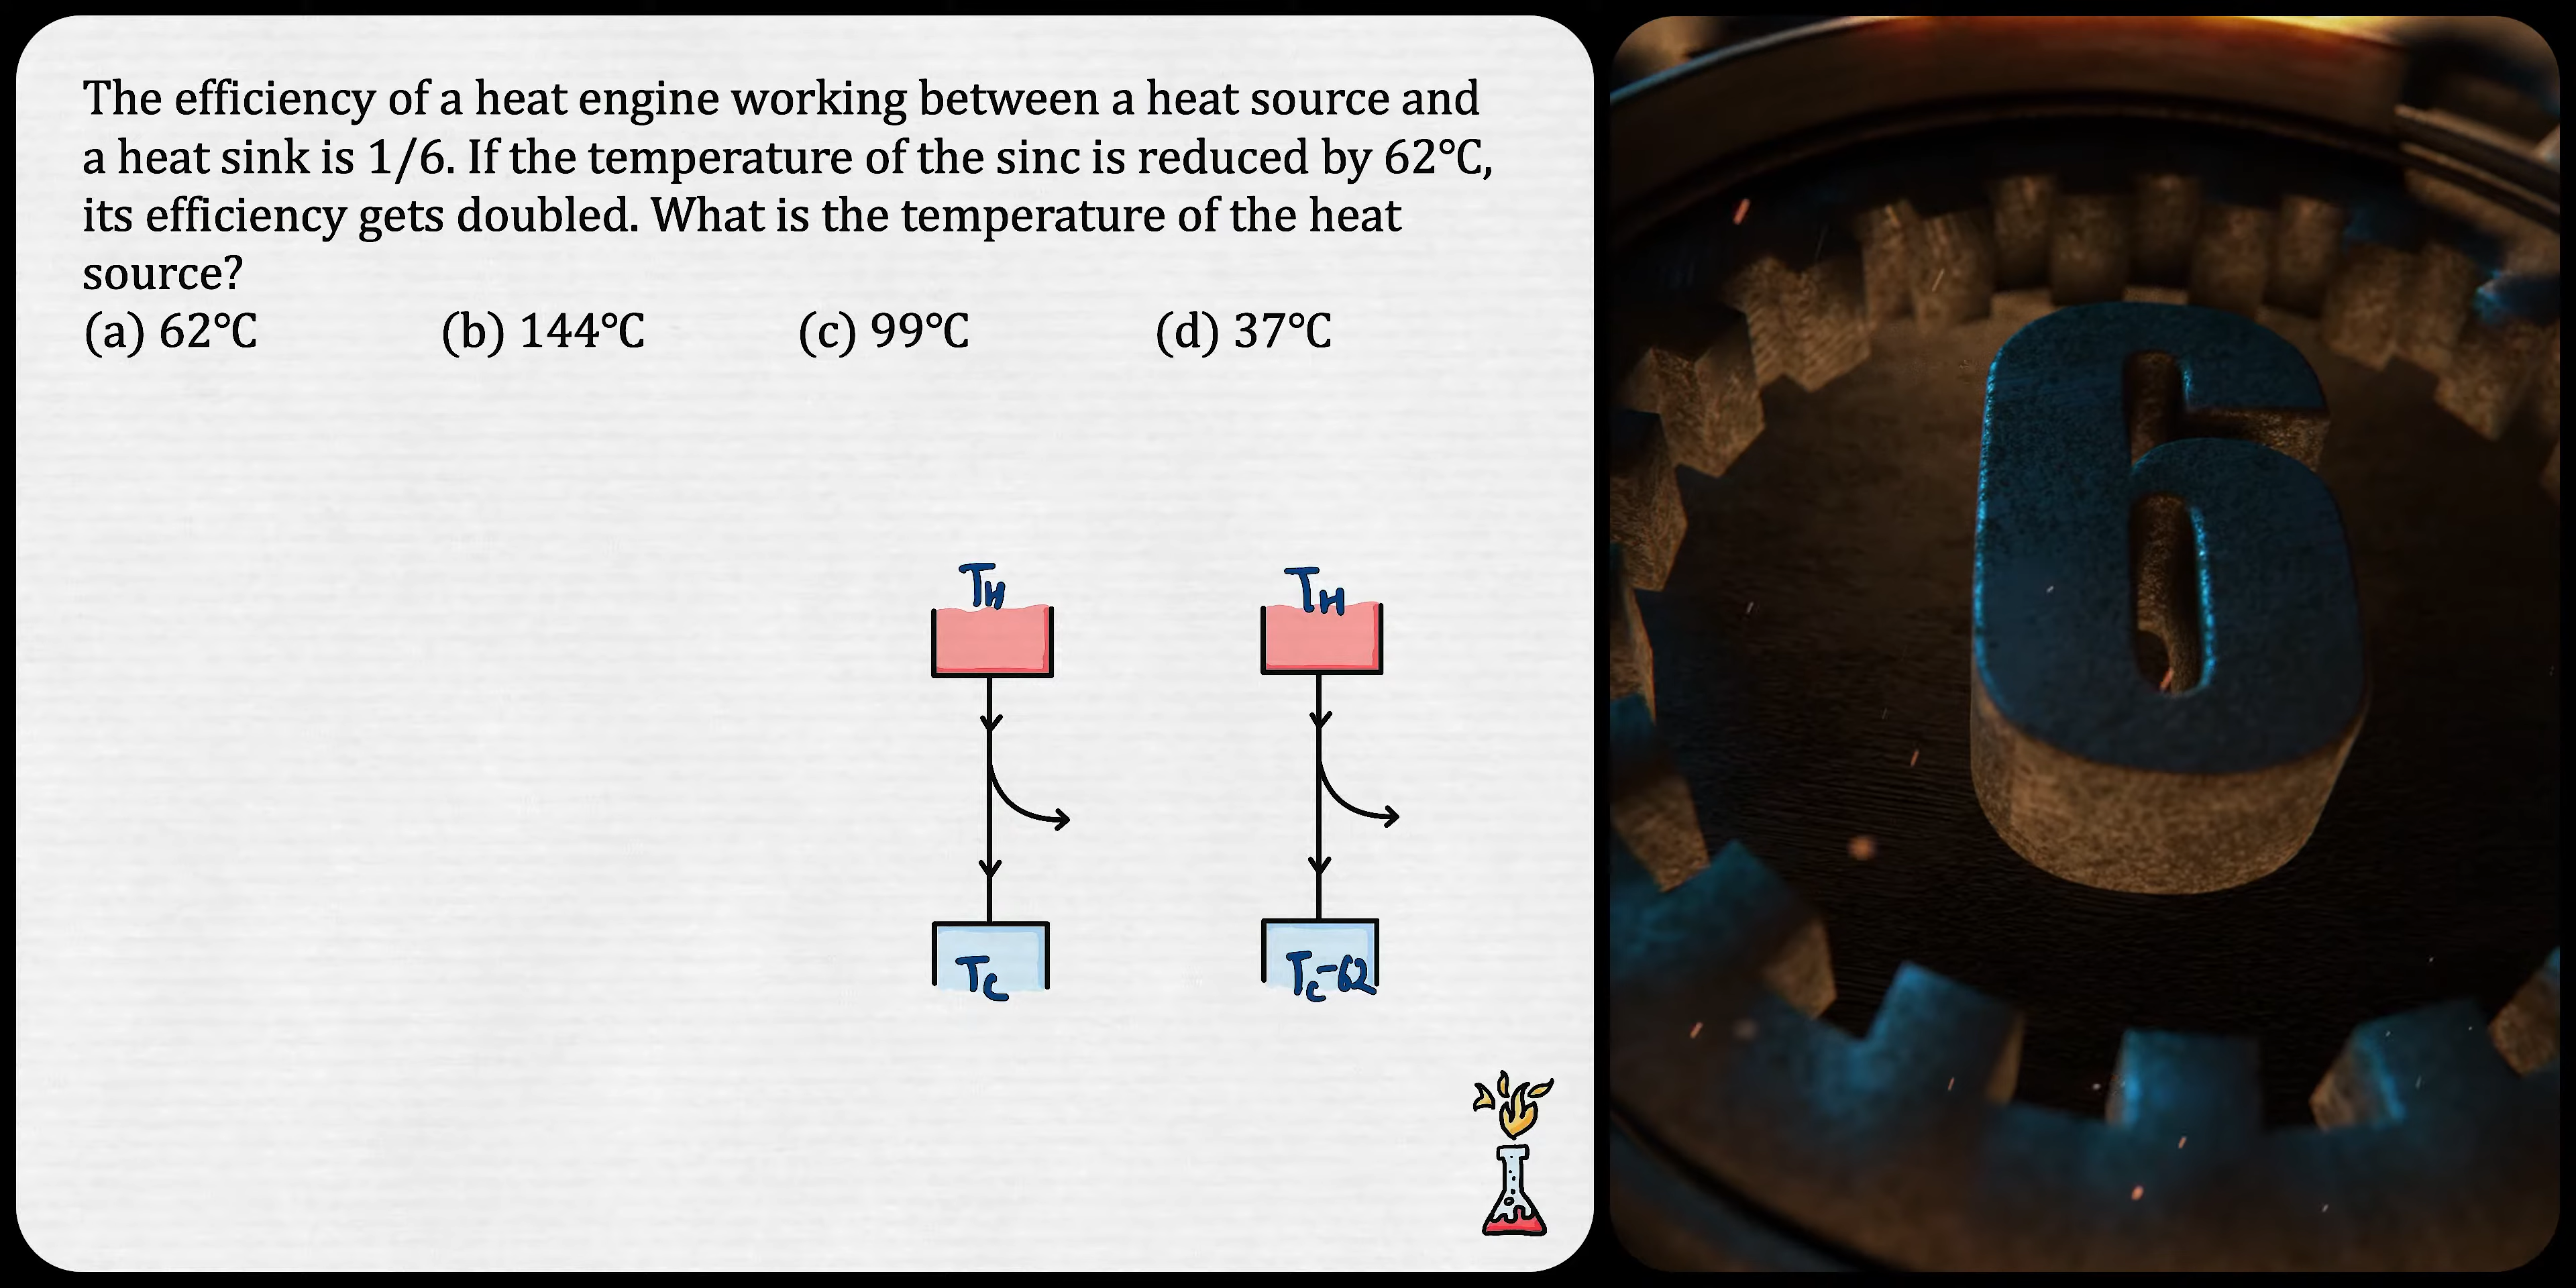 The efficiency of a heat engine working between a heat source and
a heat sink is 1/6. If the temperature of the sinc is reduced by 62°C,
its efficiency gets doubled. What is the temperature of the heat
source?
(a) 62°C (b) 144°C (c) 99°C (d) 37°C
TH TH
TC TC-62
6